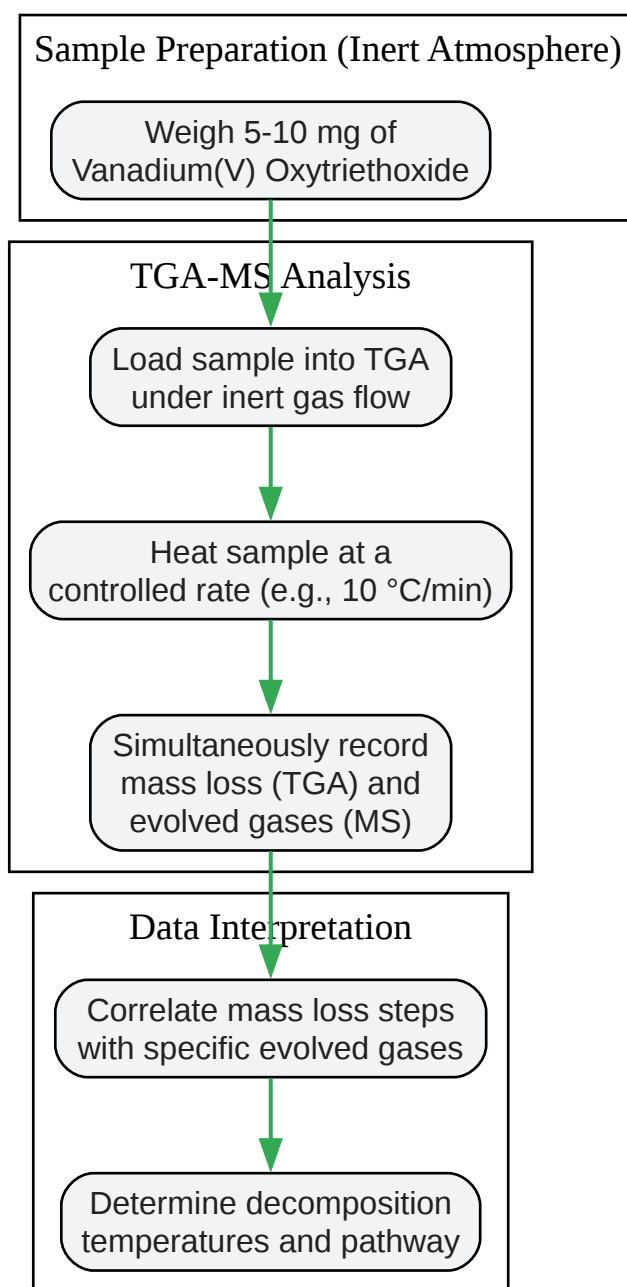 Sample Preparation (Inert Atmosphere)
Weigh 5-10 mg of
Vanadium(V) Oxytriethoxide
TGA-MS Analysis
Load sample into TGA
under inert gas flow
Heat sample at a
controlled rate (e.g., 10 °C/min)
Simultaneously record
mass loss (TGA) and
evolved gases (MS)
Data Interpretation
Correlate mass loss steps
with specific evolved gases
Determine decomposition
temperatures and pathway